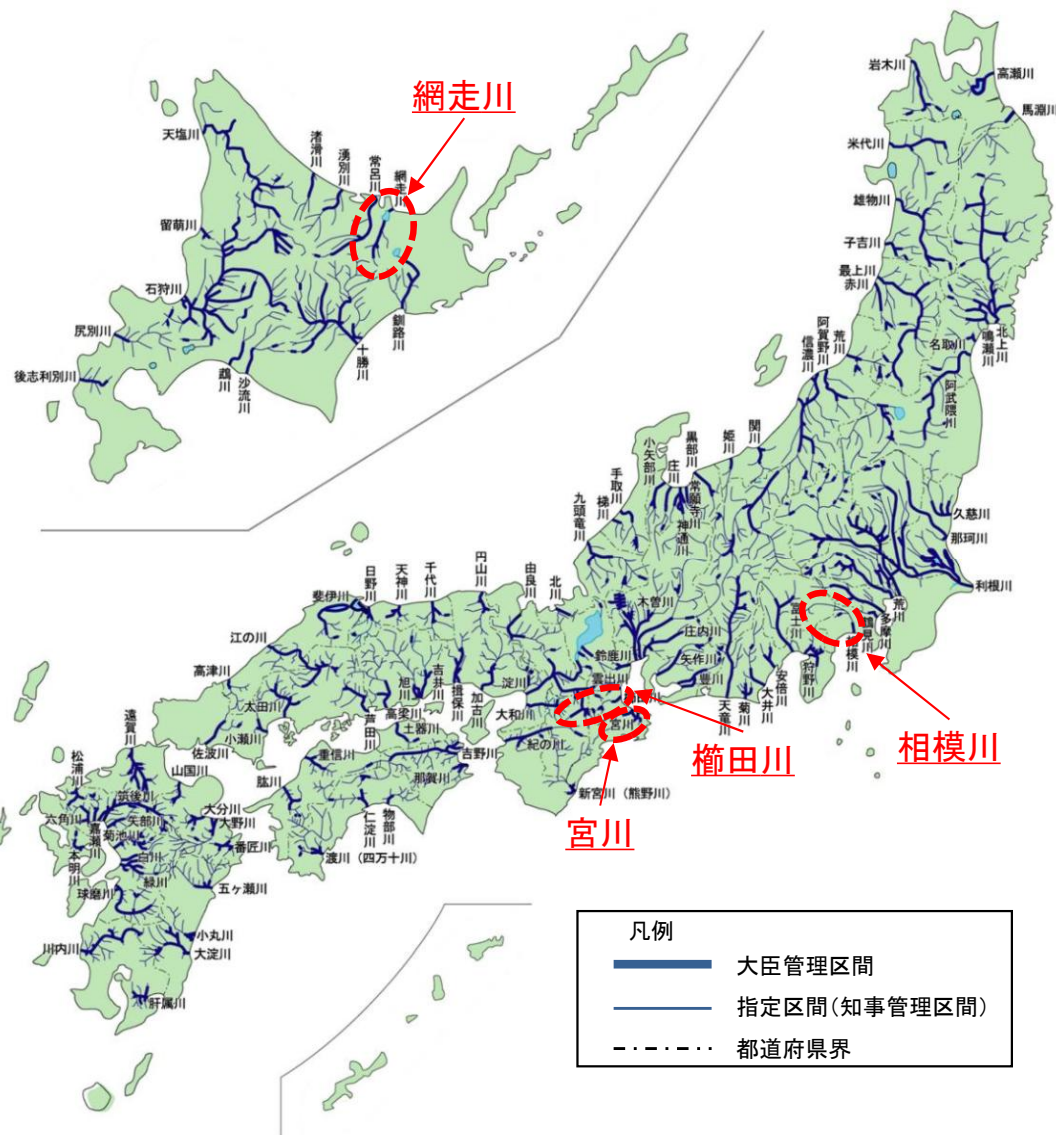 網走川
天塩川
渚滑川
湧別川
常呂川
網走川
留萌川
石狩川
尻別川
後志利別川
鵡川
沙流川
十勝川
釧路川
岩木川
高瀬川
馬淵川
米代川
雄物川
子吉川
最上川
赤川
荒川
阿賀野川
信濃川
名取川
鳴瀬川
北上川
阿武隈川
関川
姫川
黒部川
常願寺川
神通川
庄川
小矢部川
手取川
梯川
九頭竜川
久慈川
那珂川
利根川
荒川
多摩川
鶴見川
相模川
富士川
狩野川
安倍川
大井川
菊川
天竜川
豊川
矢作川
庄内川
木曽川
鈴鹿川
雲出川
櫛田川
宮川
北川
由良川
円山川
千代川
天神川
日野川
斐伊川
江の川
高津川
太田川
小瀬川
佐波川
芦田川
高梁川
旭川
吉井川
揖保川
加古川
淀川
大和川
紀の川
新宮川(熊野川)
土器川
重信川
吉野川
那賀川
肱川
仁淀川
物部川
渡川(四万十川)
遠賀川
山国川
松浦川
筑後川
六角川
嘉瀬川
矢部川
菊池川
本明川
白川
緑川
球磨川
大分川
大野川
番匠川
五ヶ瀬川
小丸川
大淀川
川内川
肝属川
相模川
櫛田川
宮川
凡例
大臣管理区間
指定区間(知事管理区間)
都道府県界